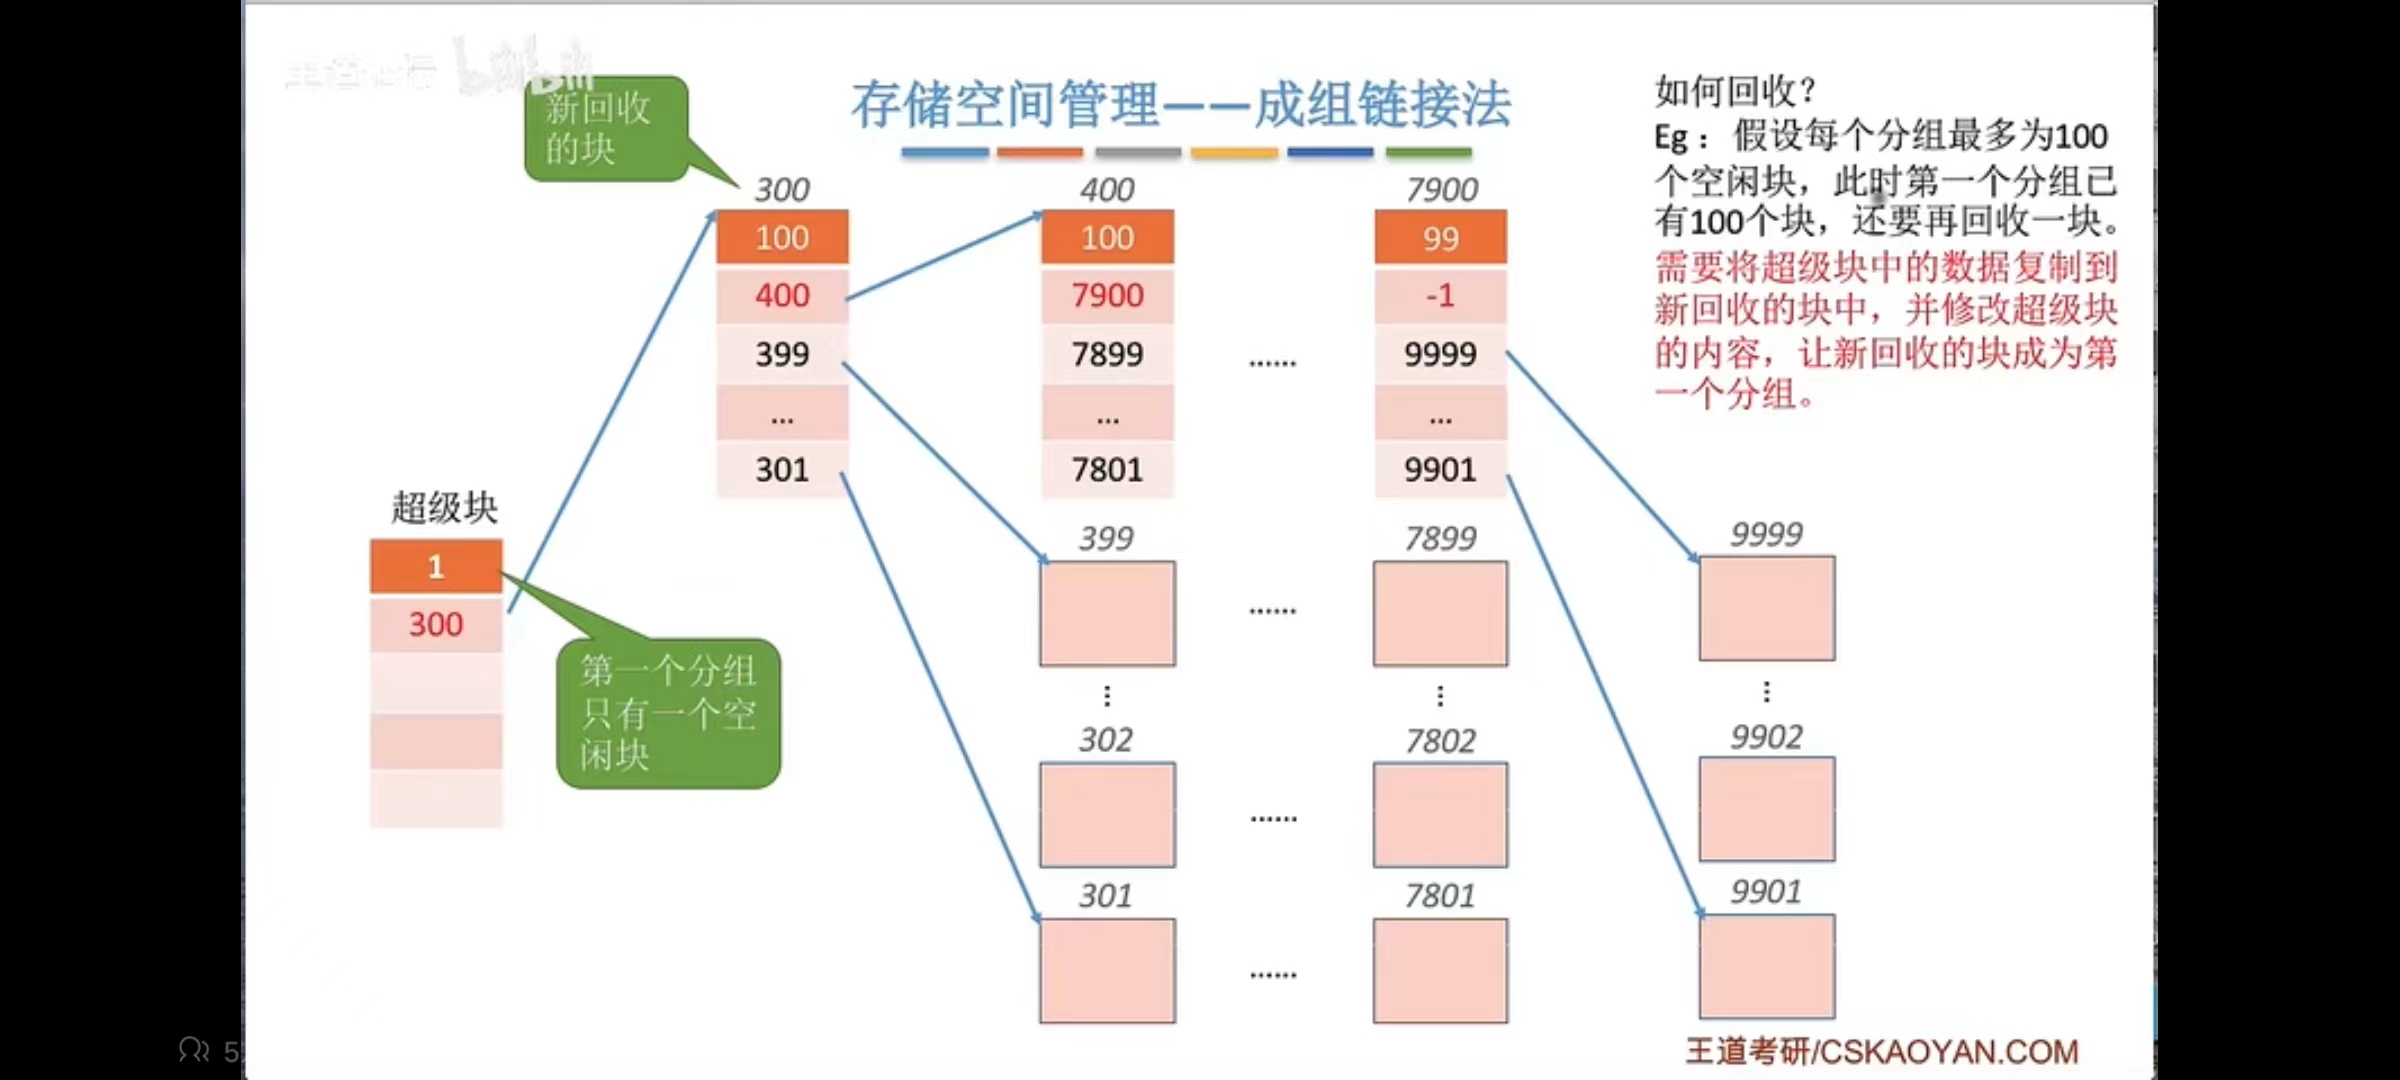 新回收
的块
存储空间管理——成组链接法
如何回收？
Eg：假设每个分组最多为100
个空闲块，此时第一个分组已
有100个块，还要再回收一块。
需要将超级块中的数据复制到
新回收的块中，并修改超级块
的内容，让新回收的块成为第
一个分组。
300
100
400
399
...
301
400
100
7900
7899
...
7801
......
7900
99
-1
9999
...
9901
超级块
1
300
第一个分组
只有一个空
闲块
399
......
7899
9999
⋮
⋮
⋮
302
......
7802
9902
301
......
7801
9901
王道考研/CSKAOYAN.COM
bilibili
5